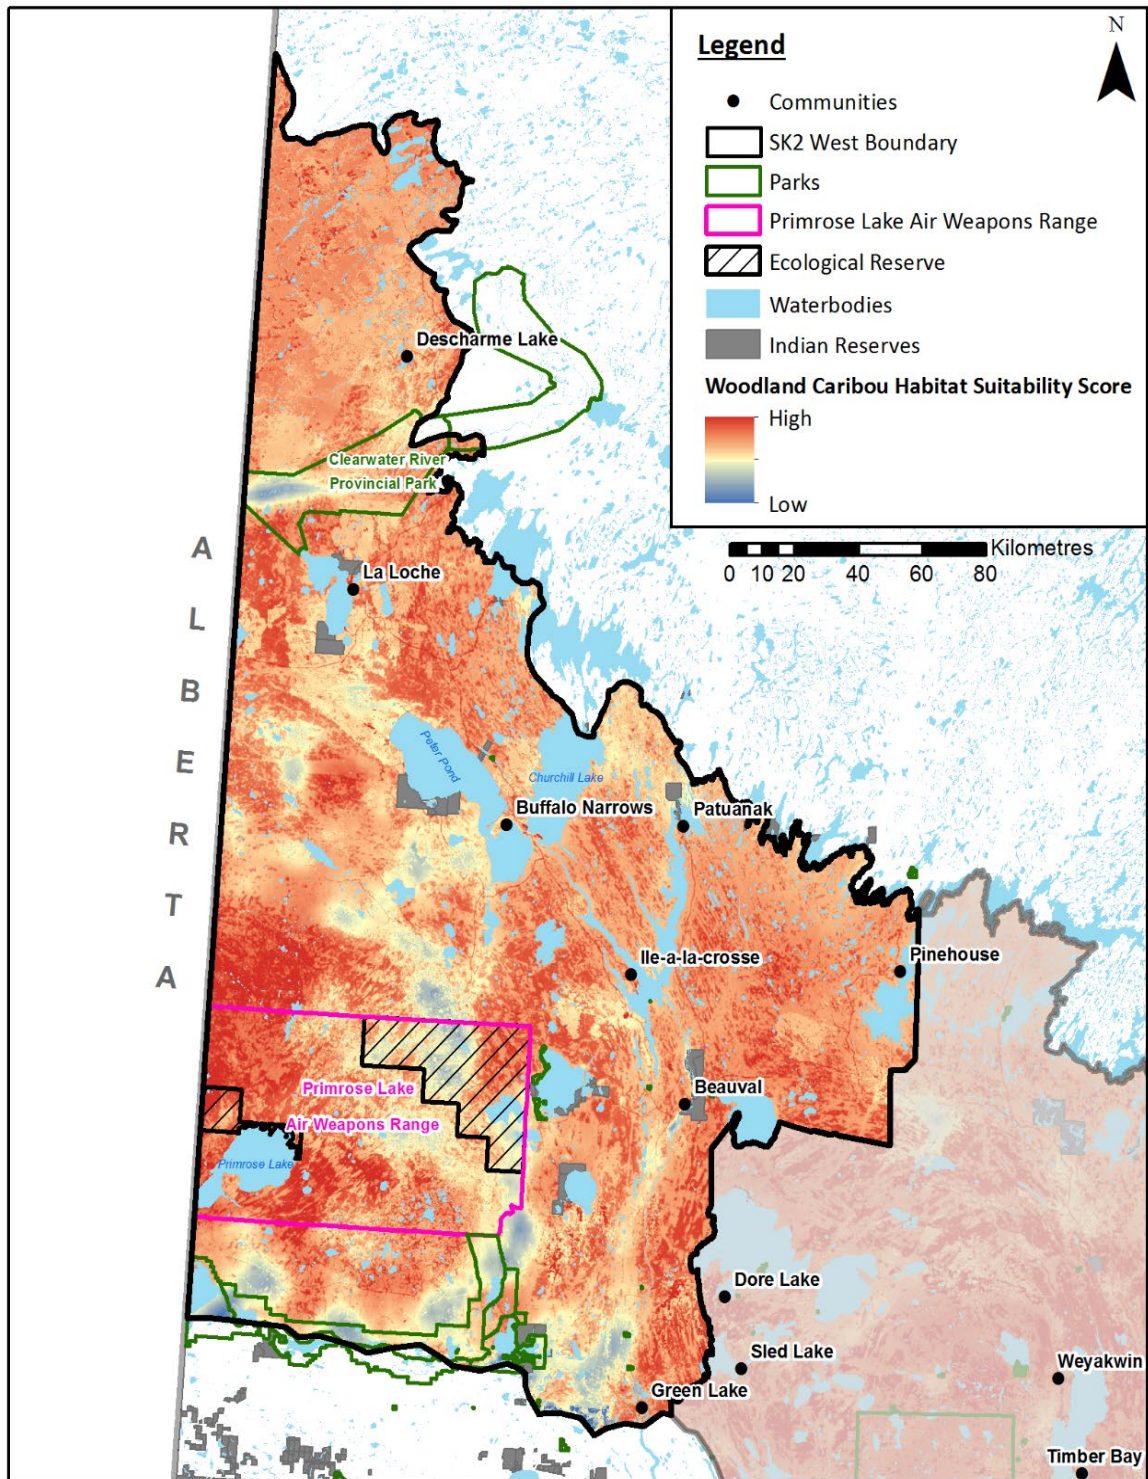 N
Legend
Communities
SK2 West Boundary
Parks
Primrose Lake Air Weapons Range
Ecological Reserve
Waterbodies
Indian Reserves
Woodland Caribou Habitat Suitability Score
High
Low
Kilometres
0 10 20 40 60 80
Descharme Lake
Clearwater River
Provincial Park
La Loche
ALBERTA
Peter Pond
Churchill Lake
Buffalo Narrows
Patuanak
Ile-a-la-crosse
Pinehouse
Primrose Lake
Air Weapons Range
Beauval
Primrose Lake
Dore Lake
Sled Lake
Weyakwin
Green Lake
Timber Bay